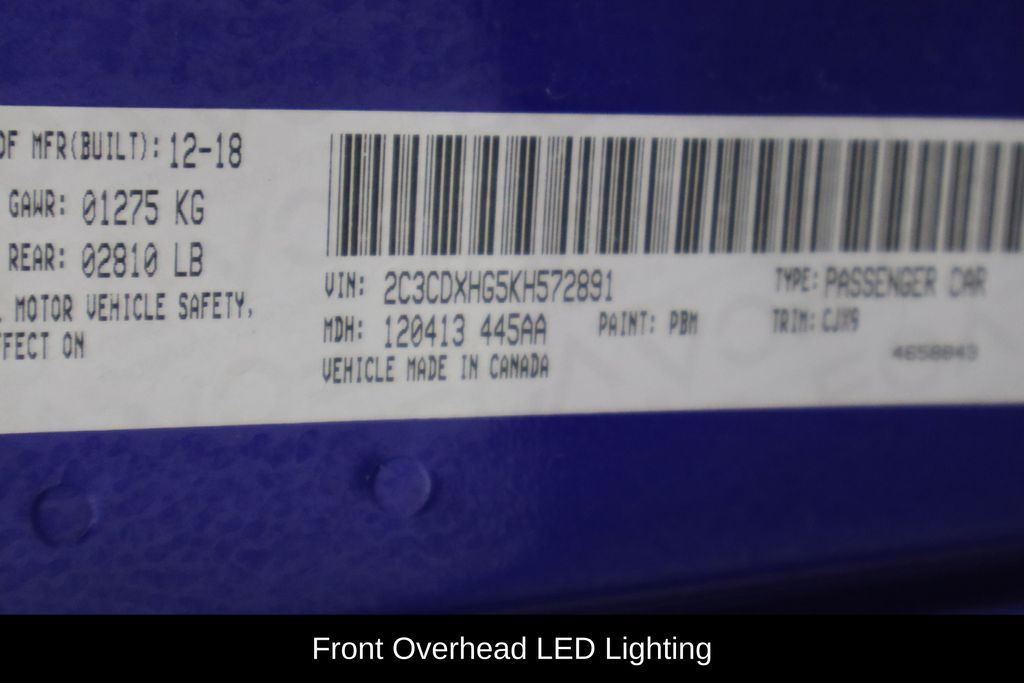 OF MFR(BUILT): 12-18
GAWR: 01275 KG
REAR: 02810 LB
MOTOR VEHICLE SAFETY,
FFECT ON
VIN: 2C3CDXHG5KH572891
TYPE: PASSENGER CAR
MDH: 120413 445AA
PAINT: PBM
TRIM: CJX9
VEHICLE MADE IN CANADA
4658843
Front Overhead LED Lighting